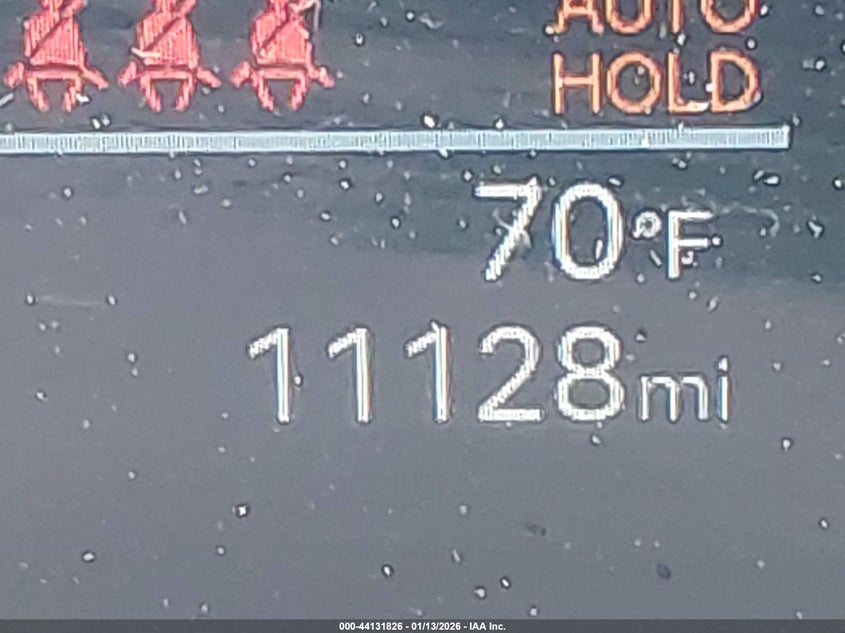 AUTO
HOLD
70°F
11128mi
000-44131826 - 01/13/2026 - IAA Inc.